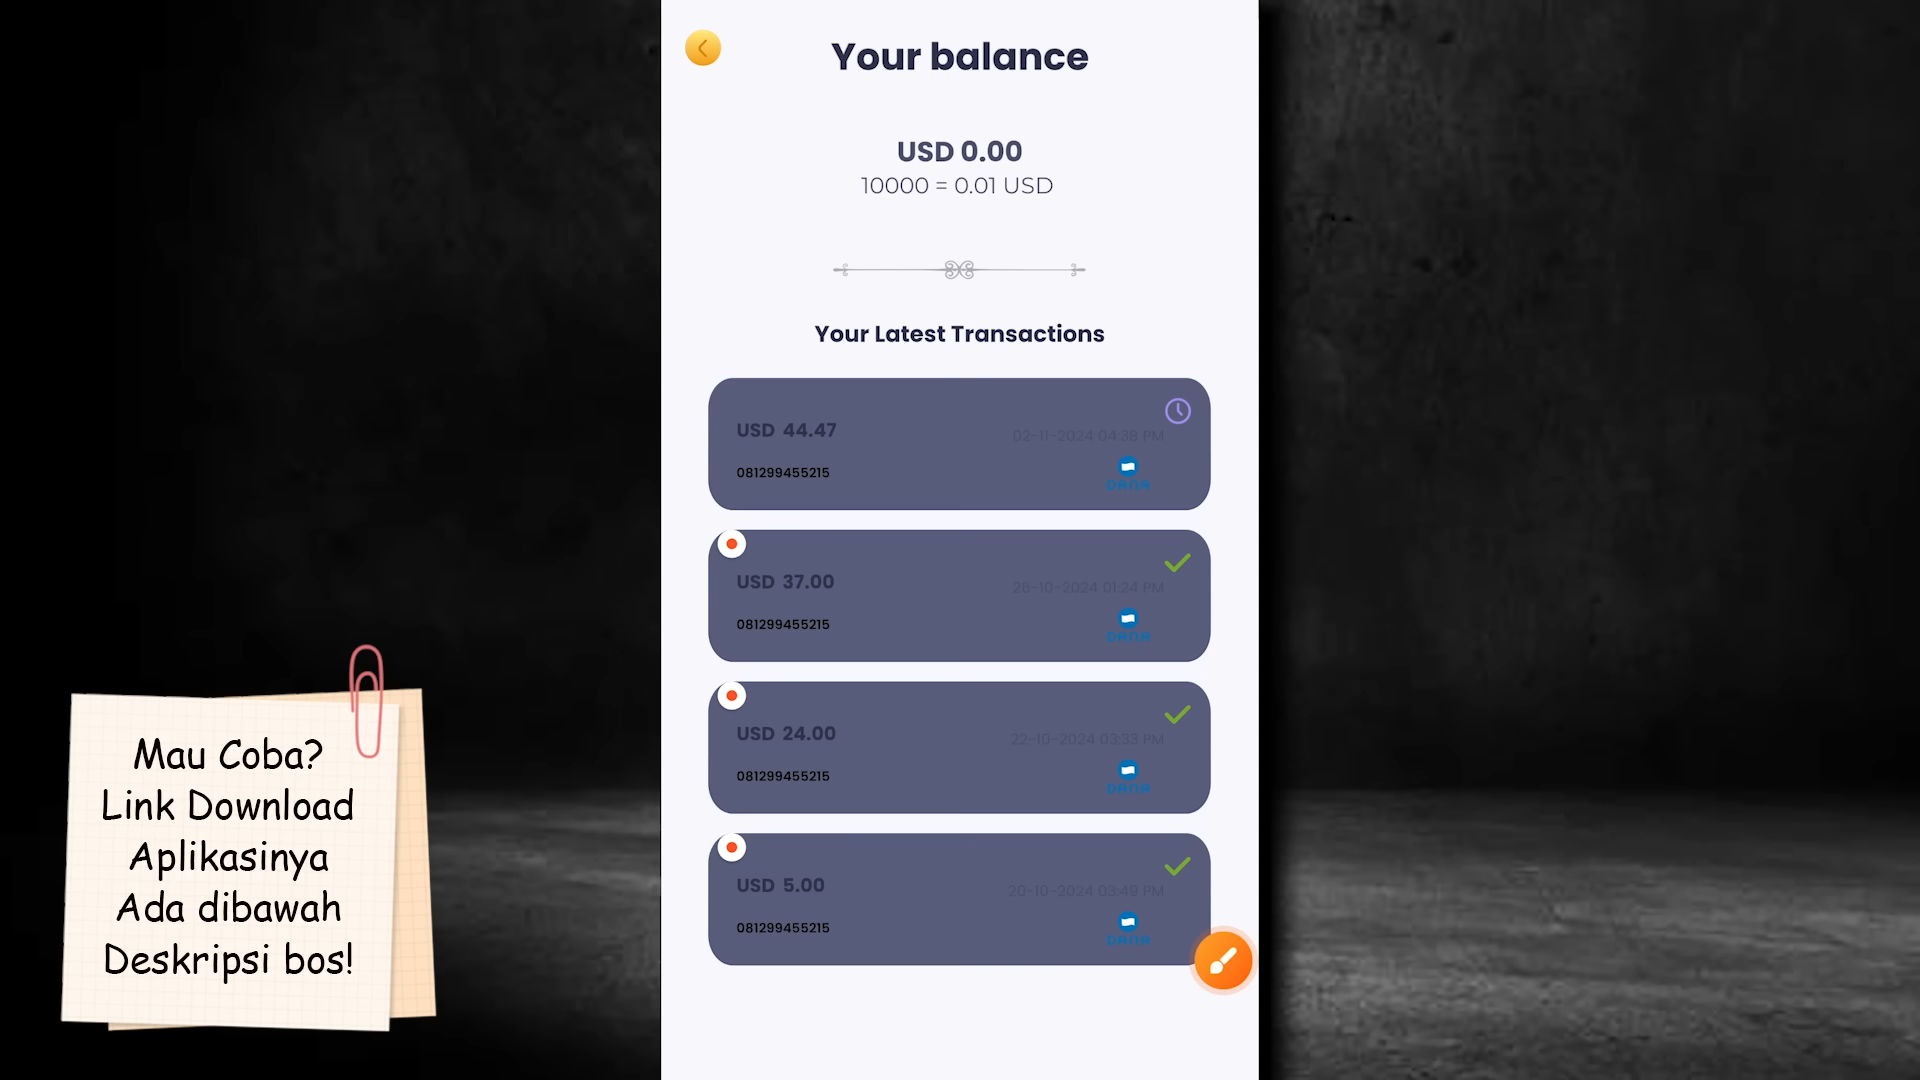 Your balance
USD 0.00
10000 = 0.01 USD
Your Latest Transactions
USD 44.47
02-11-2024 04:38 PM
081299455215
DANA
USD 37.00
26-10-2024 01:24 PM
081299455215
DANA
USD 24.00
22-10-2024 03:33 PM
081299455215
DANA
USD 5.00
20-10-2024 03:49 PM
081299455215
DANA
Mau Coba?
Link Download
Aplikasinya
Ada dibawah
Deskripsi bos!